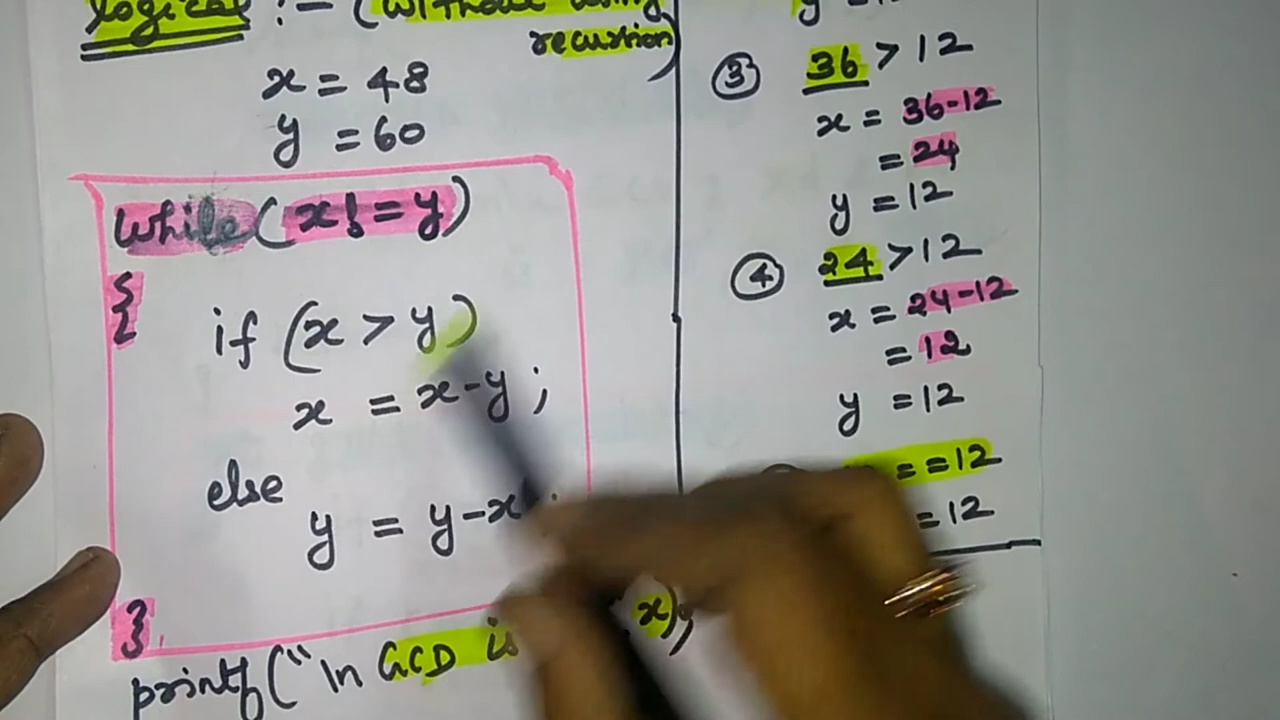 logical :- (without using
recustion)
x = 48
y = 60
while (x != y)
{
if (x > y)
x = x - y ;
else
y = y - x
}
printf("\n GCD is x);
③ 36 > 12
x = 36-12
= 24
y = 12
④ 24 > 12
x = 24-12
= 12
y = 12
= = 12
= 12